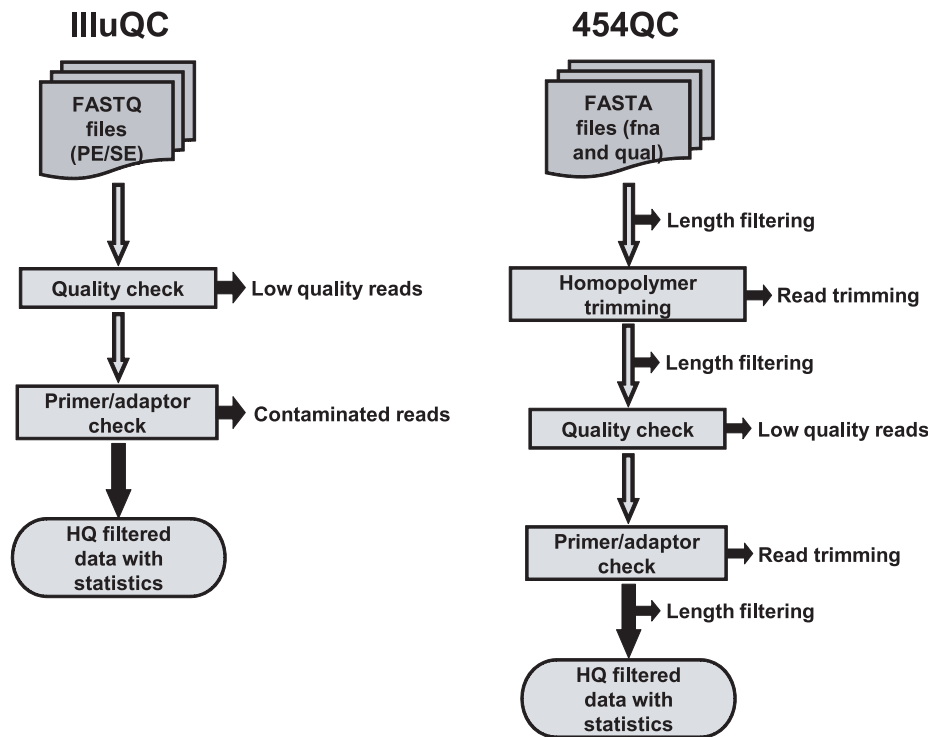 IlluQC
FASTQ
files
(PE/SE)
Quality check
Low quality reads
Primer/adaptor
check
Contaminated reads
HQ filtered
data with
statistics
454QC
FASTA
files (fna
and qual)
Length filtering
Homopolymer
trimming
Read trimming
Length filtering
Quality check
Low quality reads
Primer/adaptor
check
Read trimming
Length filtering
HQ filtered
data with
statistics